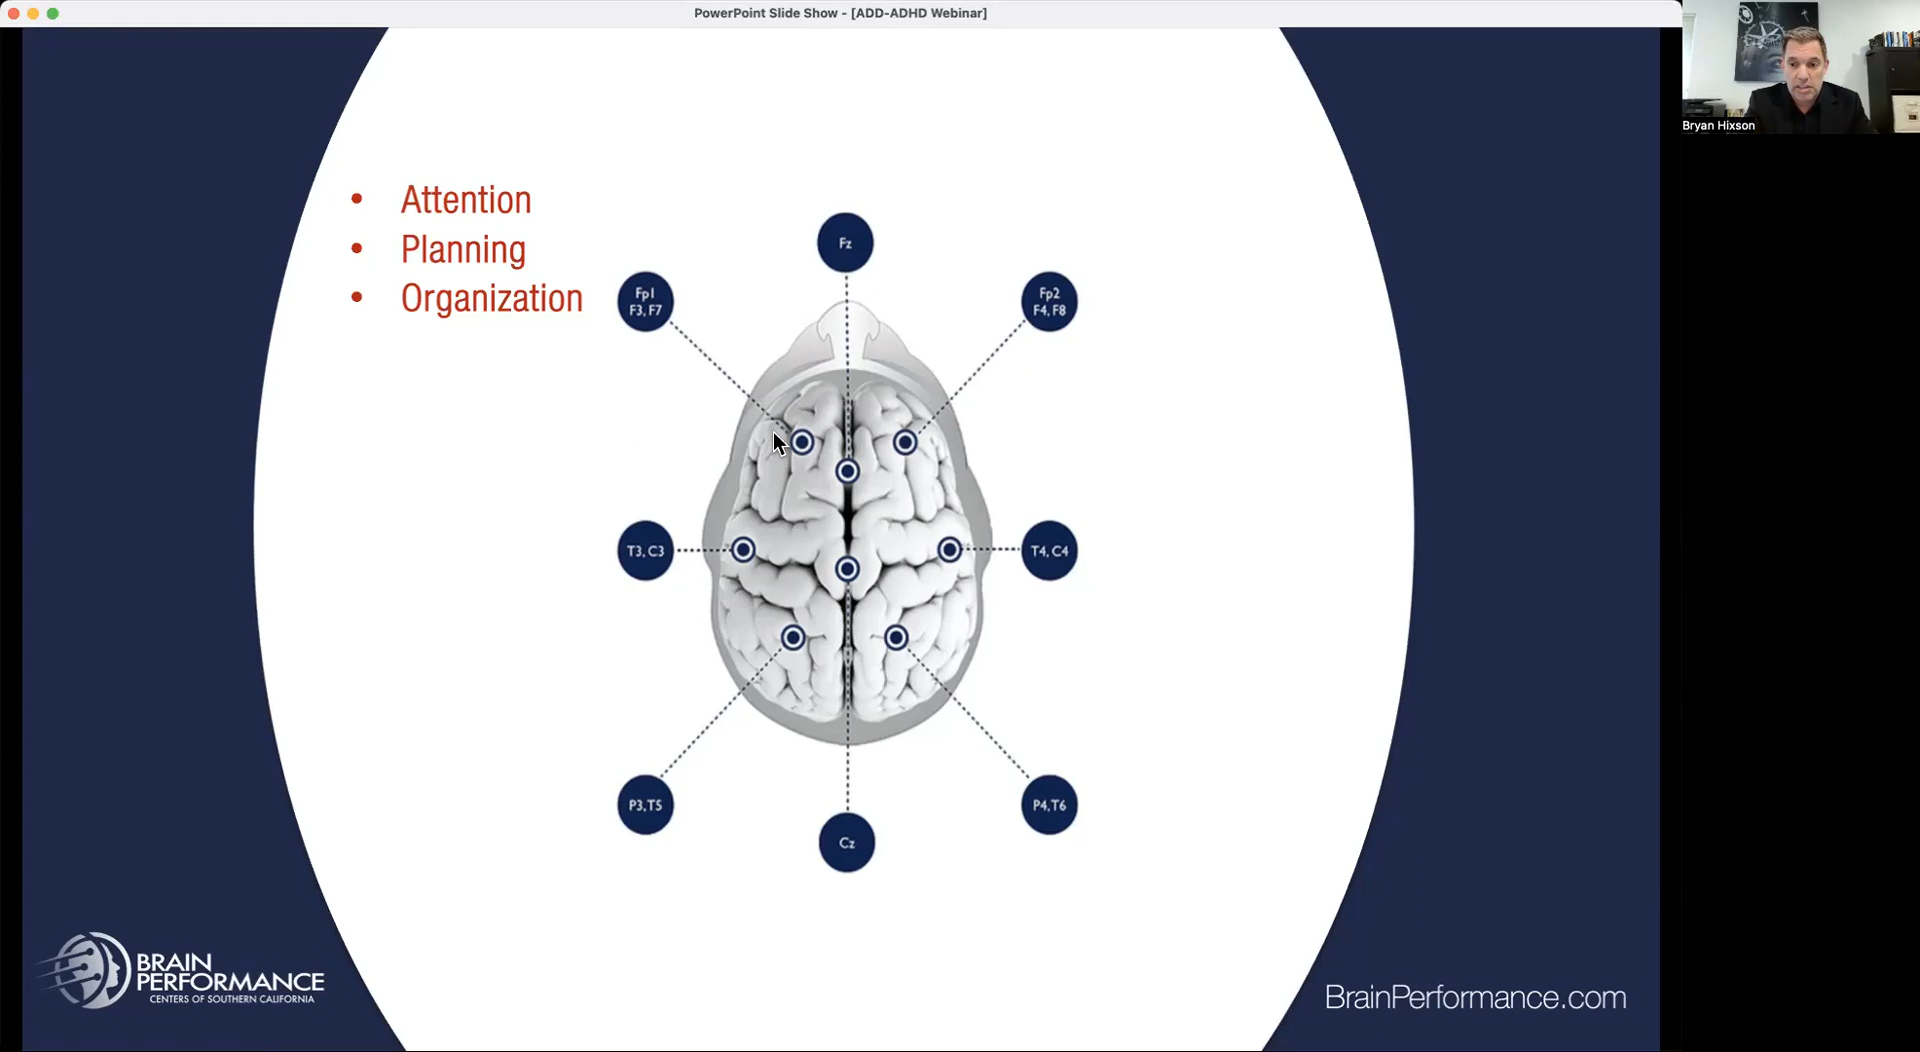 PowerPoint Slide Show - [ADD-ADHD Webinar]
Bryan Hixson
• Attention
• Planning
• Organization
Fz
Fp1
F3, F7
Fp2
F4, F8
T3, C3
T4, C4
P3, T5
P4, T6
Cz
BRAIN
PERFORMANCE
CENTERS OF SOUTHERN CALIFORNIA
BrainPerformance.com